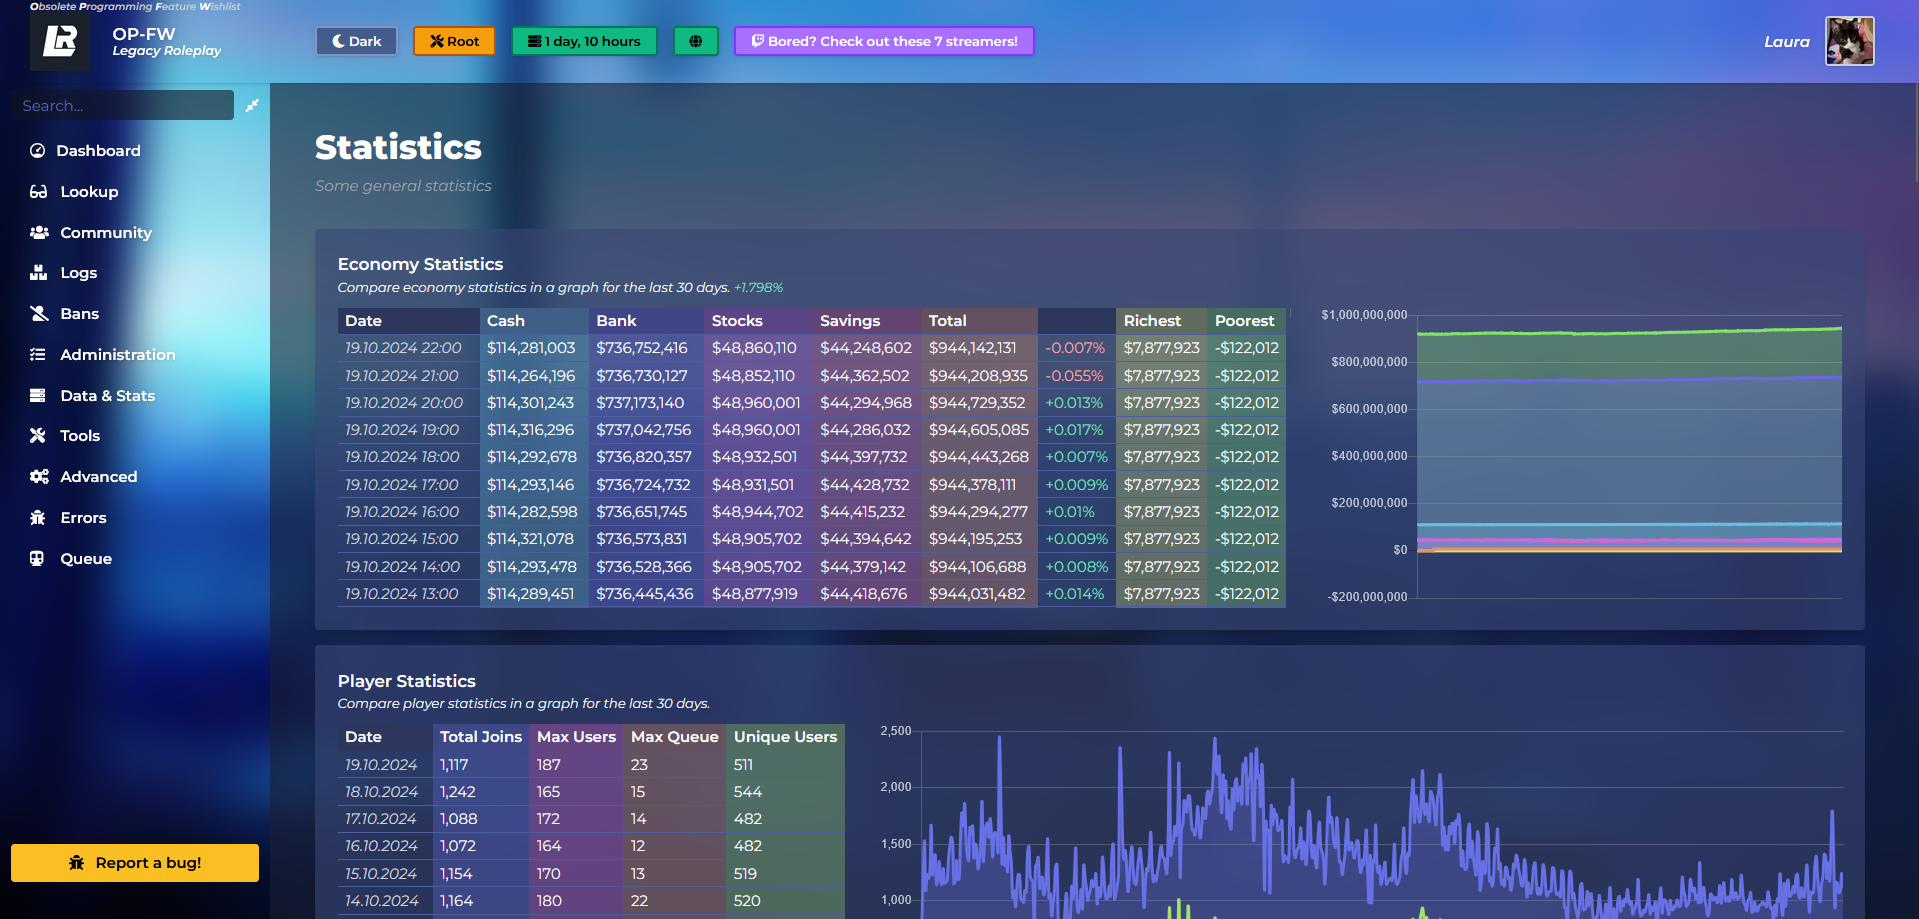 Obsolete Programming Feature Wishlist
LR
OP-FW
Legacy Roleplay
Dark
Root
1 day, 10 hours
Bored? Check out these 7 streamers!
Laura
Search...
Dashboard
Lookup
Community
Logs
Bans
Administration
Data & Stats
Tools
Advanced
Errors
Queue
Report a bug!
Statistics
Some general statistics
Economy Statistics
Compare economy statistics in a graph for the last 30 days. +1.798%
Date Cash Bank Stocks Savings Total Richest Poorest
19.10.2024 22:00 $114,281,003 $736,752,416 $48,860,110 $44,248,602 $944,142,131 -0.007% $7,877,923 -$122,012
19.10.2024 21:00 $114,264,196 $736,730,127 $48,852,110 $44,362,502 $944,208,935 -0.055% $7,877,923 -$122,012
19.10.2024 20:00 $114,301,243 $737,173,140 $48,960,001 $44,294,968 $944,729,352 +0.013% $7,877,923 -$122,012
19.10.2024 19:00 $114,316,296 $737,042,756 $48,960,001 $44,286,032 $944,605,085 +0.017% $7,877,923 -$122,012
19.10.2024 18:00 $114,292,678 $736,820,357 $48,932,501 $44,397,732 $944,443,268 +0.007% $7,877,923 -$122,012
19.10.2024 17:00 $114,293,146 $736,724,732 $48,931,501 $44,428,732 $944,378,111 +0.009% $7,877,923 -$122,012
19.10.2024 16:00 $114,282,598 $736,651,745 $48,944,702 $44,415,232 $944,294,277 +0.01% $7,877,923 -$122,012
19.10.2024 15:00 $114,321,078 $736,573,831 $48,905,702 $44,394,642 $944,195,253 +0.009% $7,877,923 -$122,012
19.10.2024 14:00 $114,293,478 $736,528,366 $48,905,702 $44,379,142 $944,106,688 +0.008% $7,877,923 -$122,012
19.10.2024 13:00 $114,289,451 $736,445,436 $48,877,919 $44,418,676 $944,031,482 +0.014% $7,877,923 -$122,012
$1,000,000,000
$800,000,000
$600,000,000
$400,000,000
$200,000,000
$0
-$200,000,000
Player Statistics
Compare player statistics in a graph for the last 30 days.
Date Total Joins Max Users Max Queue Unique Users
19.10.2024 1,117 187 23 511
18.10.2024 1,242 165 15 544
17.10.2024 1,088 172 14 482
16.10.2024 1,072 164 12 482
15.10.2024 1,154 170 13 519
14.10.2024 1,164 180 22 520
2,500
2,000
1,500
1,000